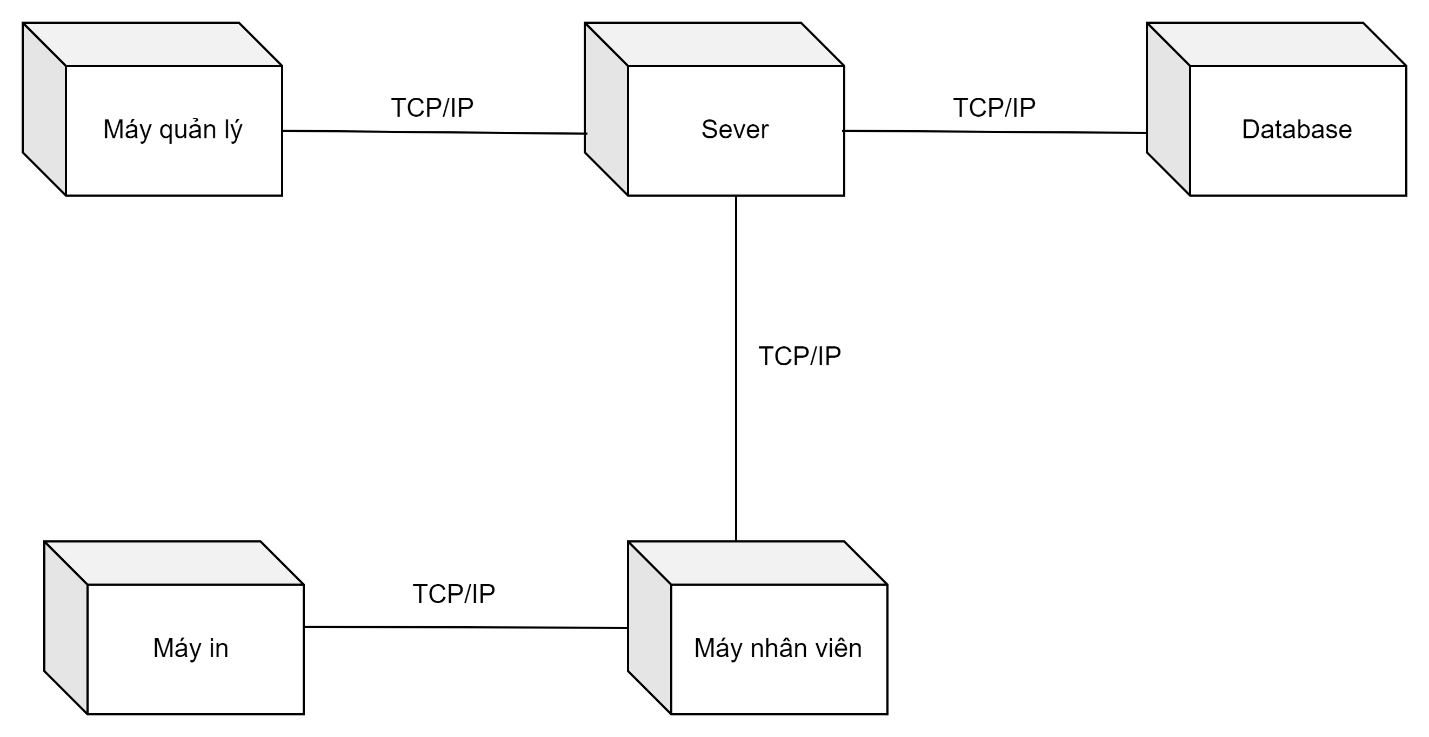 TCP/IP
TCP/IP
Máy quản lý
Sever
Database
TCP/IP
TCP/IP
Máy in
Máy nhân viên